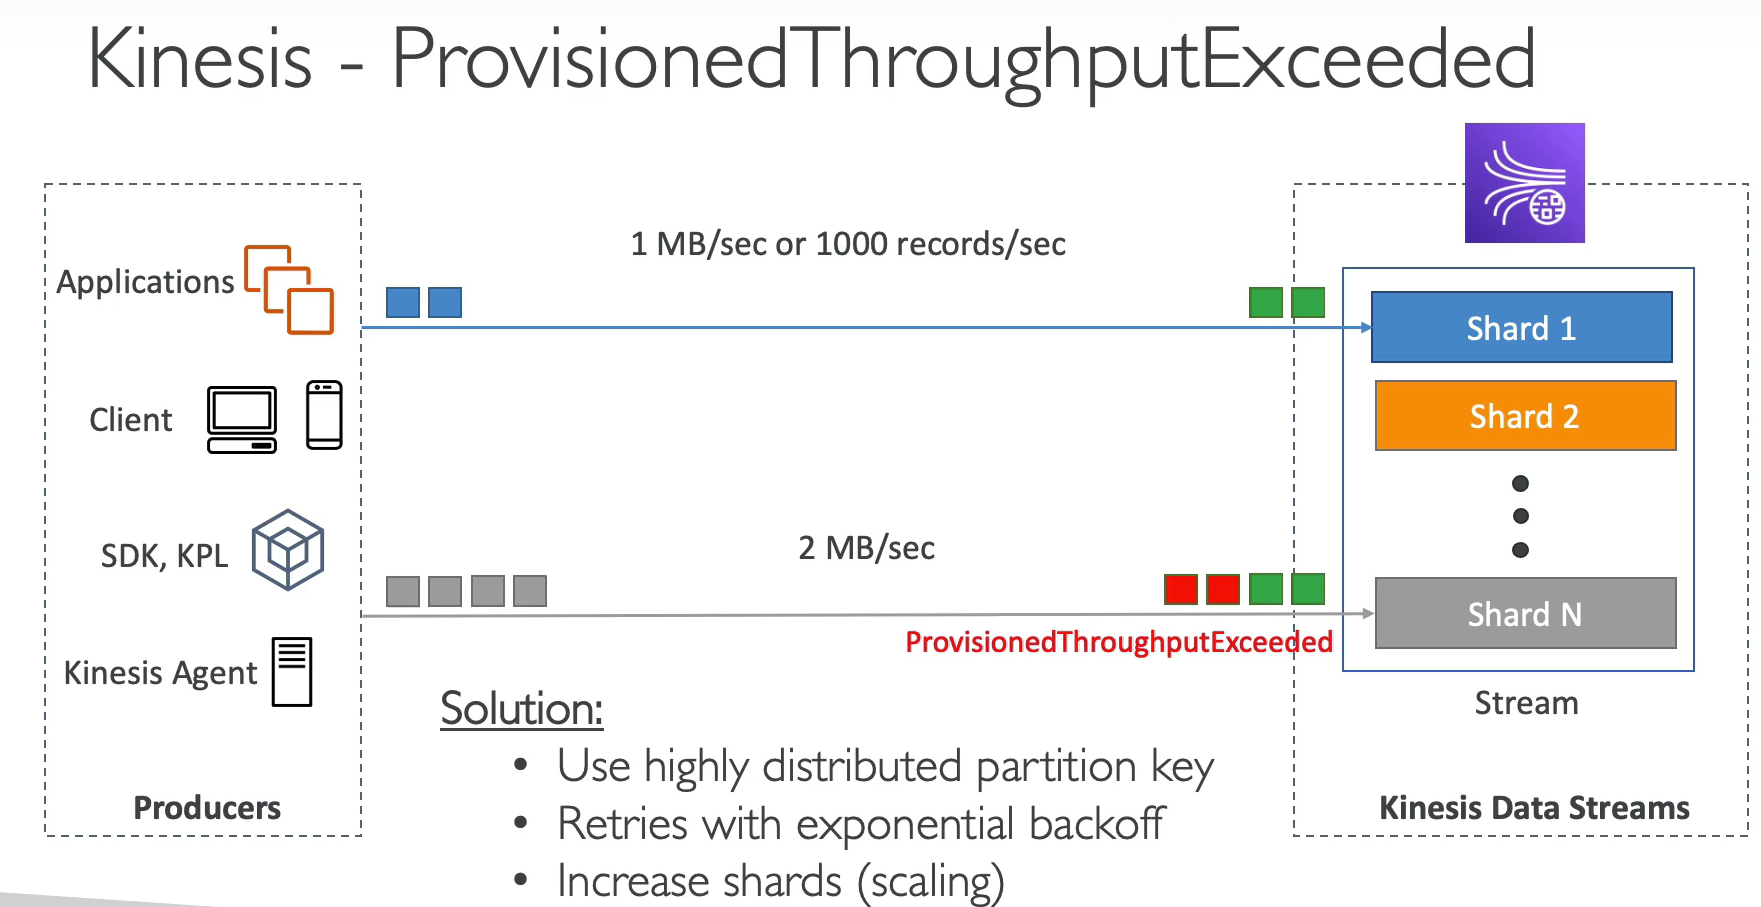 Kinesis - ProvisionedThroughputExceeded
1 MB/sec or 1000 records/sec
Applications
Shard 1
Client
Shard 2
SDK, KPL
2 MB/sec
Shard N
ProvisionedThroughputExceeded
Kinesis Agent
Stream
Solution:
• Use highly distributed partition key
• Retries with exponential backoff
• Increase shards (scaling)
Producers
Kinesis Data Streams